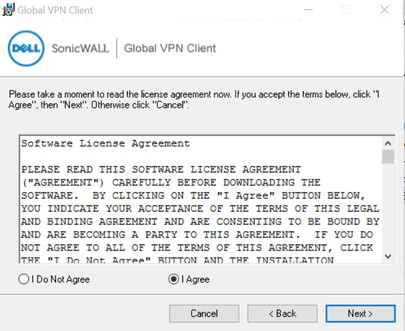 Global VPN Client
DELL SonicWALL Global VPN Client
Please take a moment to read the license agreement now. If you accept the terms below, click "I
Agree", then "Next". Otherwise click "Cancel".
Software License Agreement
PLEASE READ THIS SOFTWARE LICENSE AGREEMENT
("AGREEMENT") CAREFULLY BEFORE DOWNLOADING THE
SOFTWARE. BY CLICKING ON THE "I Agree" BUTTON BELOW,
YOU INDICATE YOUR ACCEPTANCE OF THE TERMS OF THIS LEGAL
AND BINDING AGREEMENT AND ARE CONSENTING TO BE BOUND BY
AND ARE BECOMING A PARTY TO THIS AGREEMENT. IF YOU DO
NOT AGREE TO ALL OF THE TERMS OF THIS AGREEMENT, CLICK
THE "I Do Not Agree" BUTTON AND THE INSTALLATION
I Do Not Agree I Agree
Cancel < Back Next >